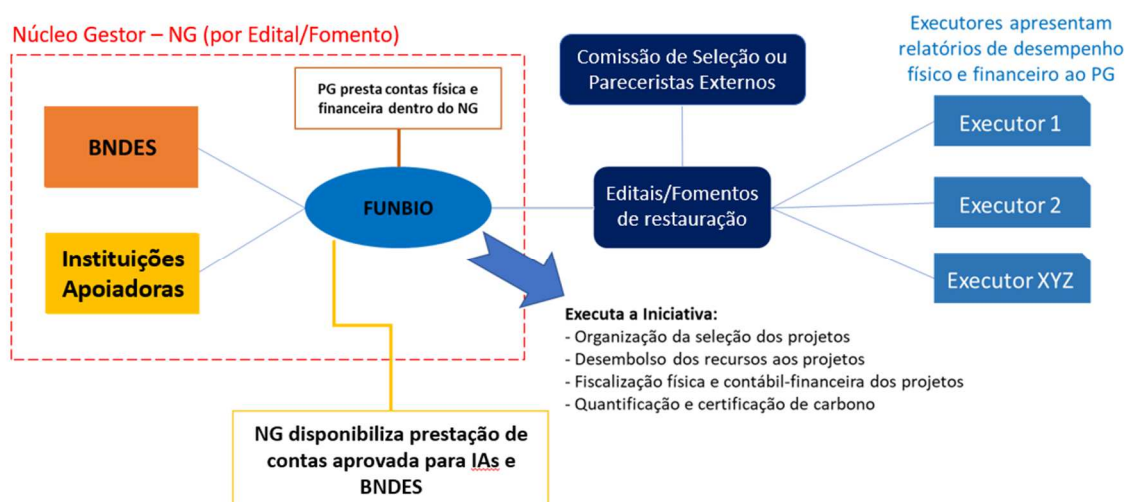 Núcleo Gestor – NG (por Edital/Fomento)
PG presta contas física e
financeira dentro do NG
BNDES
FUNBIO
Instituições
Apoiadoras
Comissão de Seleção ou
Pareceristas Externos
Editais/Fomentos
de restauração
Executores apresentam
relatórios de desempenho
físico e financeiro ao PG
Executor 1
Executor 2
Executor XYZ
Executa a Iniciativa:
- Organização da seleção dos projetos
- Desembolso dos recursos aos projetos
- Fiscalização física e contábil-financeira dos projetos
- Quantificação e certificação de carbono
NG disponibiliza prestação de
contas aprovada para IAs e
BNDES